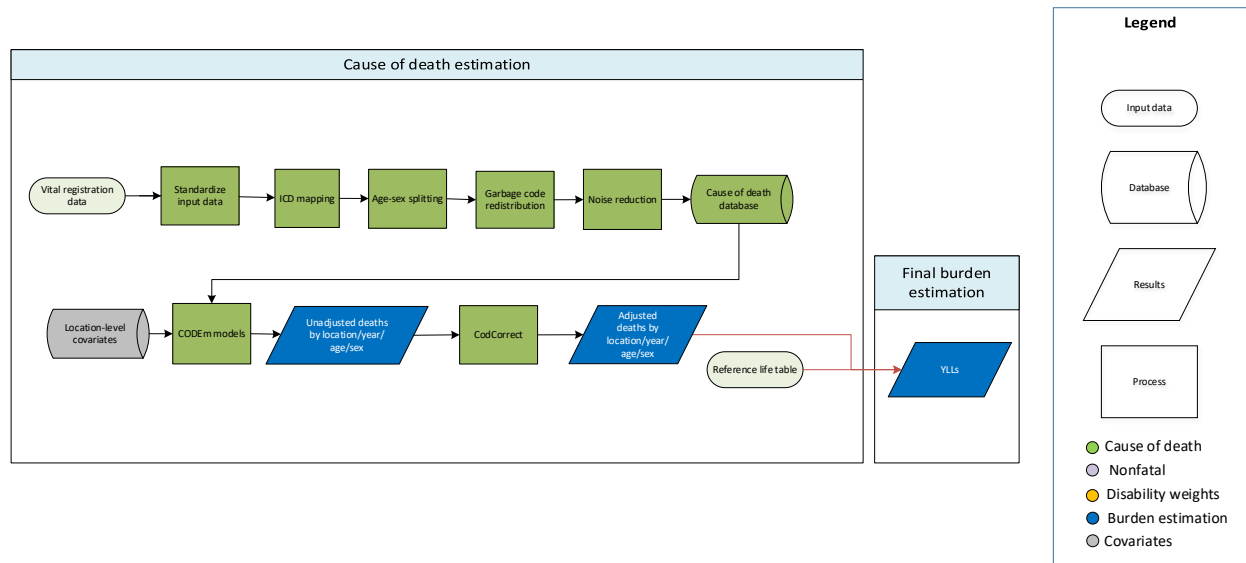 Cause of death estimation
Vital registration
data
Standardize
input data
ICD mapping
Age-sex splitting
Garbage code
redistribution
Noise reduction
Cause of death
database
Location-level
covariates
CODEm models
Unadjusted deaths
by location/year/
age/sex
CodCorrect
Adjusted
deaths by
location/year/
age/sex
Reference life table
Final burden
estimation
YLLs
Legend
Input data
Database
Results
Process
Cause of death
Nonfatal
Disability weights
Burden estimation
Covariates